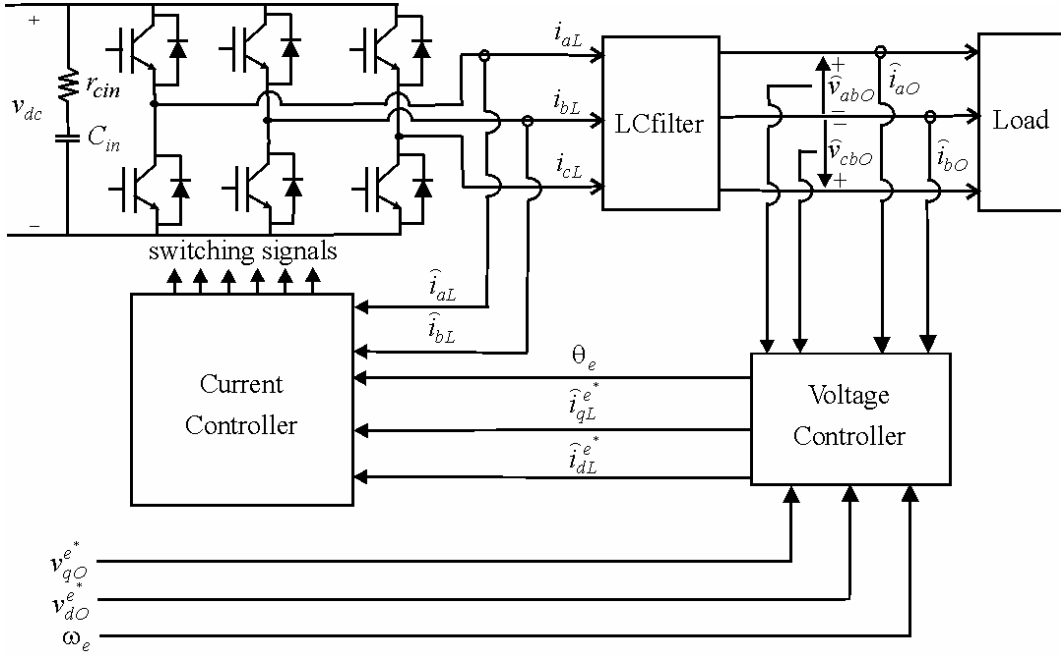 +
−
v_dc
r_cin
C_in
i_aL
i_bL
i_cL
LCfilter
+
v̂_abO
−
−
v̂_cbO
+
î_aO
î_bO
Load
switching signals
î_aL
î_bL
θ_e
î_qL^e*
î_dL^e*
Current
Controller
Voltage
Controller
v_qO^e*
v_dO^e*
ω_e